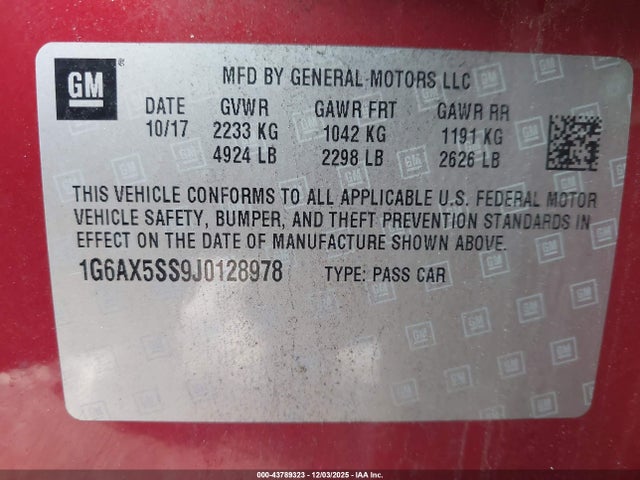 GM
MFD BY GENERAL MOTORS LLC
DATE GVWR GAWR FRT GAWR RR
10/17 2233 KG 1042 KG 1191 KG
4924 LB 2298 LB 2626 LB
THIS VEHICLE CONFORMS TO ALL APPLICABLE U.S. FEDERAL MOTOR
VEHICLE SAFETY, BUMPER, AND THEFT PREVENTION STANDARDS IN
EFFECT ON THE DATE OF MANUFACTURE SHOWN ABOVE.
1G6AX5SS9J0128978 TYPE: PASS CAR
000-43789323 - 12/03/2025 - IAA Inc.